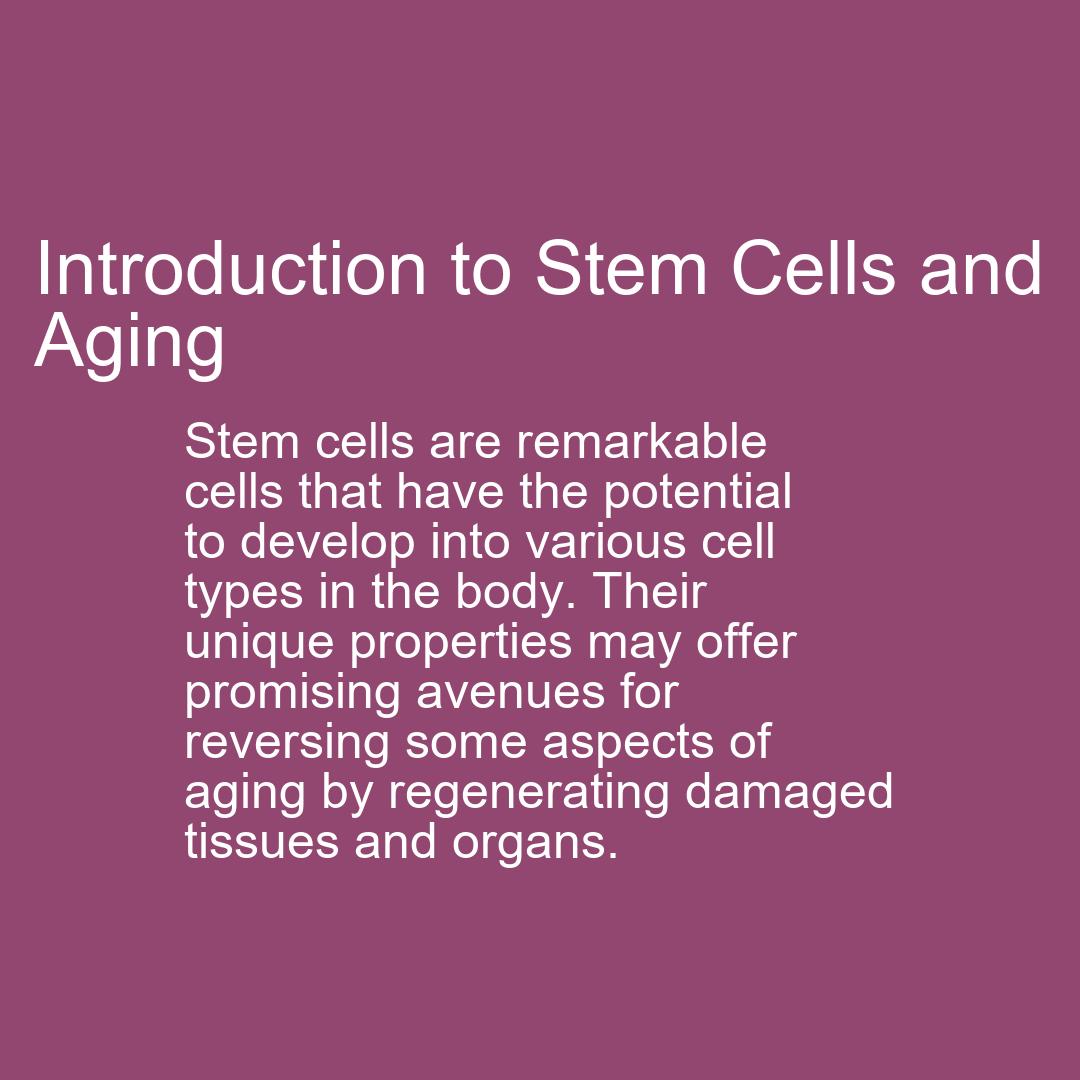 Introduction to Stem Cells and
Aging
Stem cells are remarkable
cells that have the potential
to develop into various cell
types in the body. Their
unique properties may offer
promising avenues for
reversing some aspects of
aging by regenerating damaged
tissues and organs.